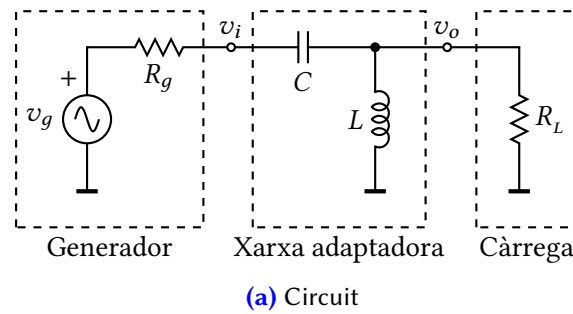 v_i v_o
+ R_g C
v_g L R_L
Generador Xarxa adaptadora Càrrega
(a) Circuit